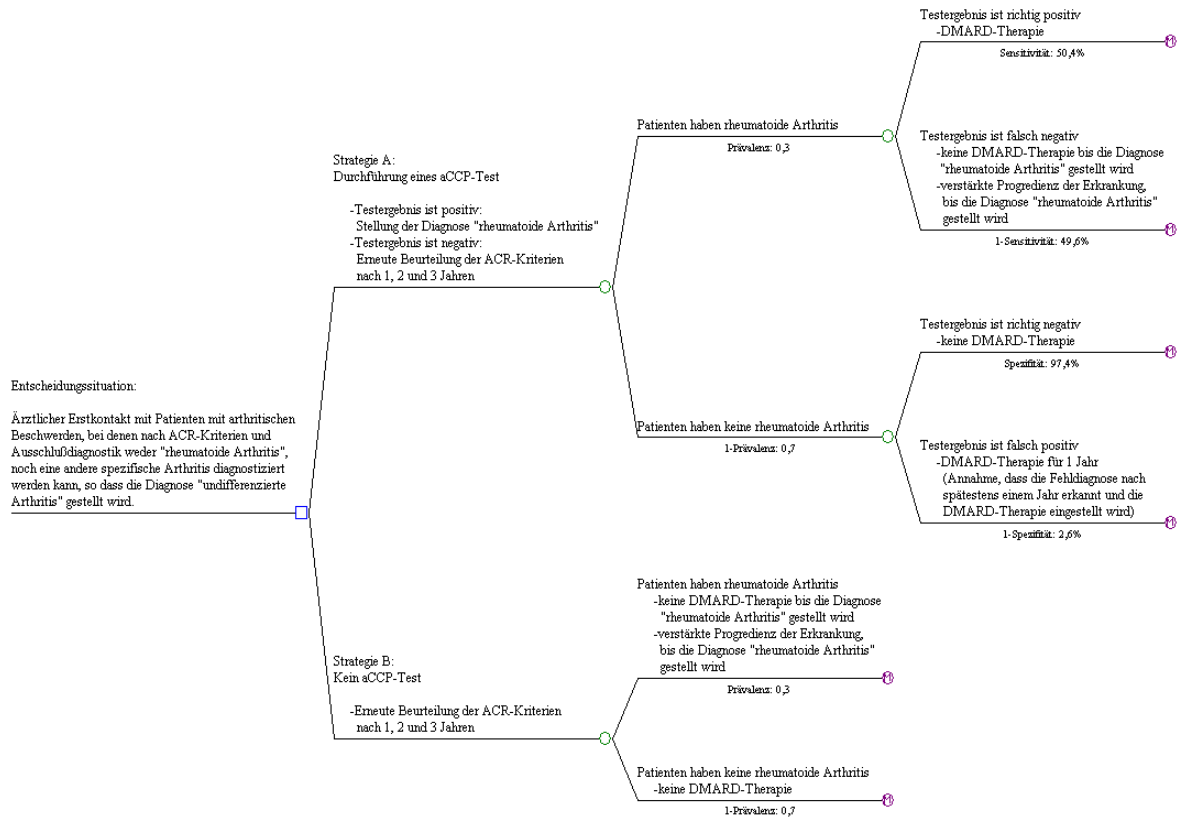 Entscheidungssituation:
Ärztlicher Erstkontakt mit Patienten mit arthritischen
Beschwerden, bei denen nach ACR-Kriterien und
Ausschlußdiagnostik weder "rheumatoide Arthritis",
noch eine andere spezifische Arthritis diagnostiziert
werden kann, so dass die Diagnose "undifferenzierte
Arthritis" gestellt wird.
Strategie A:
Durchführung eines aCCP-Test
-Testergebnis ist positiv:
Stellung der Diagnose "rheumatoide Arthritis"
-Testergebnis ist negativ:
Erneute Beurteilung der ACR-Kriterien
nach 1, 2 und 3 Jahren
Patienten haben rheumatoide Arthritis
Prävalenz: 0,3
Testergebnis ist richtig positiv
-DMARD-Therapie
Sensitivität: 50,4%
M
Testergebnis ist falsch negativ
-keine DMARD-Therapie bis die Diagnose
"rheumatoide Arthritis" gestellt wird
-verstärkte Progredienz der Erkrankung,
bis die Diagnose "rheumatoide Arthritis"
gestellt wird
1-Sensitivität: 49,6%
M
Patienten haben keine rheumatoide Arthritis
1-Prävalenz: 0,7
Testergebnis ist richtig negativ
-keine DMARD-Therapie
Spezifität: 97,4%
M
Testergebnis ist falsch positiv
-DMARD-Therapie für 1 Jahr
(Annahme, dass die Fehldiagnose nach
spätestens einem Jahr erkannt und die
DMARD-Therapie eingestellt wird)
1-Spezifität: 2,6%
M
Strategie B:
Kein aCCP-Test
-Erneute Beurteilung der ACR-Kriterien
nach 1, 2 und 3 Jahren
Patienten haben rheumatoide Arthritis
-keine DMARD-Therapie bis die Diagnose
"rheumatoide Arthritis" gestellt wird
-verstärkte Progredienz der Erkrankung,
bis die Diagnose "rheumatoide Arthritis"
gestellt wird
Prävalenz: 0,3
M
Patienten haben keine rheumatoide Arthritis
-keine DMARD-Therapie
1-Prävalenz: 0,7
M